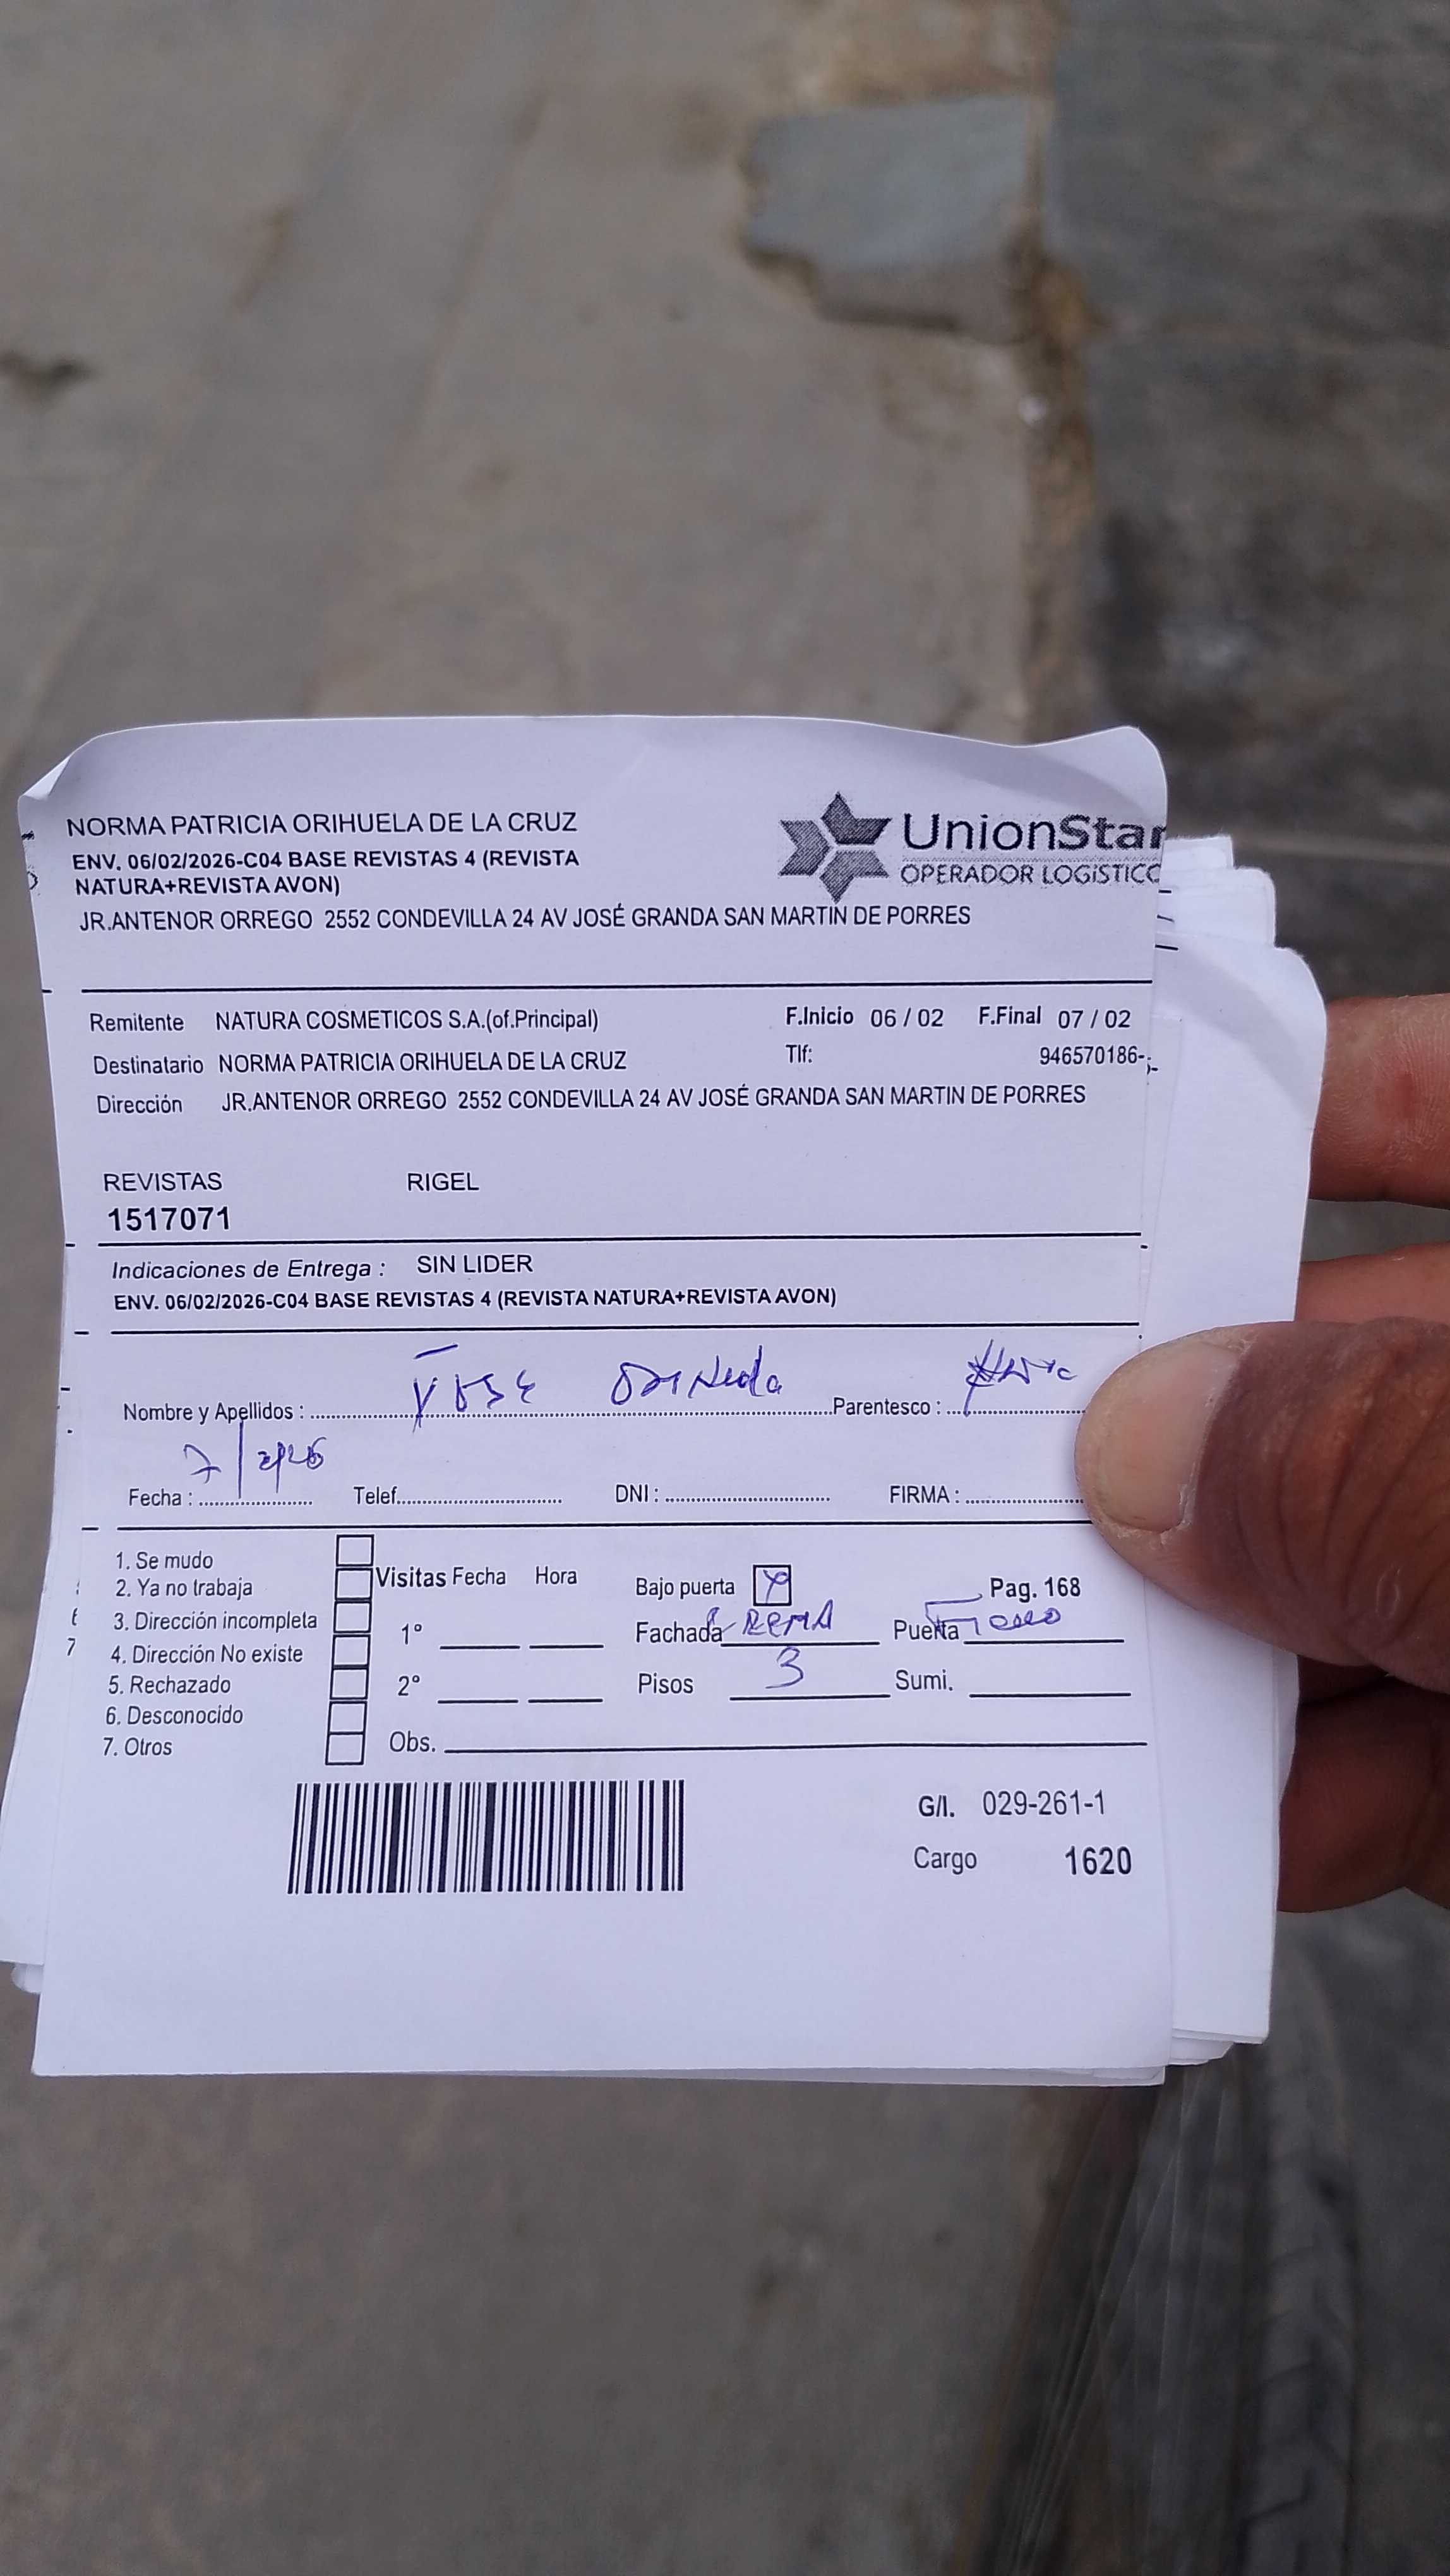 NORMA PATRICIA ORIHUELA DE LA CRUZ
ENV. 06/02/2026-C04 BASE REVISTAS 4 (REVISTA
NATURA+REVISTA AVON)
JR.ANTENOR ORREGO 2552 CONDEVILLA 24 AV JOSÉ GRANDA SAN MARTIN DE PORRES
UnionStar
OPERADOR LOGíSTICO
Remitente NATURA COSMETICOS S.A.(of.Principal) F.Inicio 06 / 02 F.Final 07 / 02
Destinatario NORMA PATRICIA ORIHUELA DE LA CRUZ Tlf: 946570186-
Dirección JR.ANTENOR ORREGO 2552 CONDEVILLA 24 AV JOSÉ GRANDA SAN MARTIN DE PORRES
REVISTAS RIGEL
1517071
Indicaciones de Entrega : SIN LIDER
ENV. 06/02/2026-C04 BASE REVISTAS 4 (REVISTA NATURA+REVISTA AVON)
Nombre y Apellidos : Parentesco :
Fecha : 7/2/26 Telef. DNI : FIRMA :
1. Se mudo
2. Ya no trabaja
3. Dirección incompleta
4. Dirección No existe
5. Rechazado
6. Desconocido
7. Otros
Visitas Fecha Hora
1°
2°
Obs.
Bajo puerta Pag. 168
Fachada CREMA Puerta
Pisos 3 Sumi.
G/I. 029-261-1
Cargo 1620